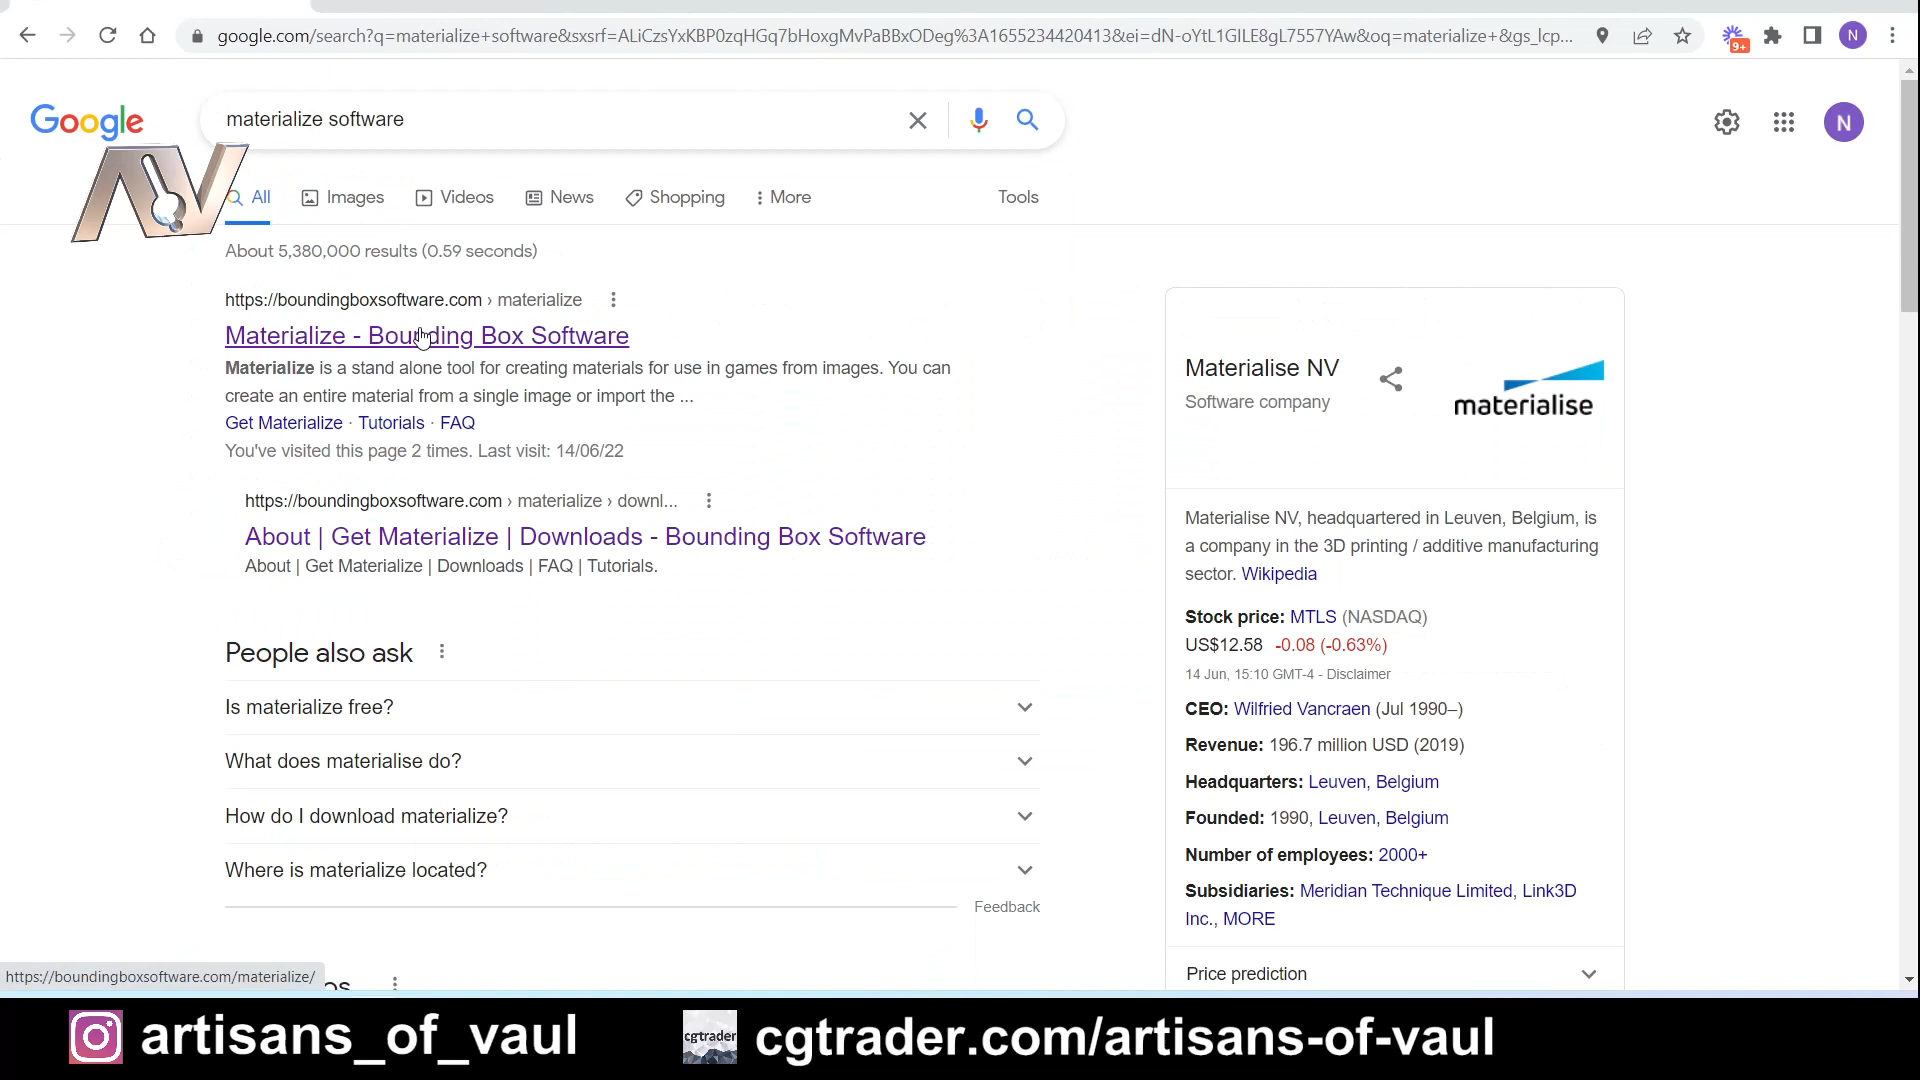 google.com/search?q=materialize+software&sxsrf=ALiCzsYxKBP0zqHGq7bHoxgMvPaBBxODeg%3A1655234420413&ei=dN-oYtL1GILE8gL7557YAw&oq=materialize+&gs_lcp...
9+
N
Google
materialize software
N
AV
All
Images
Videos
News
Shopping
More
Tools
About 5,380,000 results (0.59 seconds)
https://boundingboxsoftware.com › materialize
Materialize - Bounding Box Software
Materialize is a stand alone tool for creating materials for use in games from images. You can
create an entire material from a single image or import the ...
Get Materialize · Tutorials · FAQ
You've visited this page 2 times. Last visit: 14/06/22
https://boundingboxsoftware.com › materialize › downl...
About | Get Materialize | Downloads - Bounding Box Software
About | Get Materialize | Downloads | FAQ | Tutorials.
People also ask
Is materialize free?
What does materialise do?
How do I download materialize?
Where is materialize located?
Feedback
Materialise NV
Software company
materialise
Materialise NV, headquartered in Leuven, Belgium, is
a company in the 3D printing / additive manufacturing
sector. Wikipedia
Stock price: MTLS (NASDAQ)
US$12.58 -0.08 (-0.63%)
14 Jun, 15:10 GMT-4 - Disclaimer
CEO: Wilfried Vancraen (Jul 1990–)
Revenue: 196.7 million USD (2019)
Headquarters: Leuven, Belgium
Founded: 1990, Leuven, Belgium
Number of employees: 2000+
Subsidiaries: Meridian Technique Limited, Link3D
Inc., MORE
Price prediction
https://boundingboxsoftware.com/materialize/
artisans_of_vaul
cgtrader
cgtrader.com/artisans-of-vaul